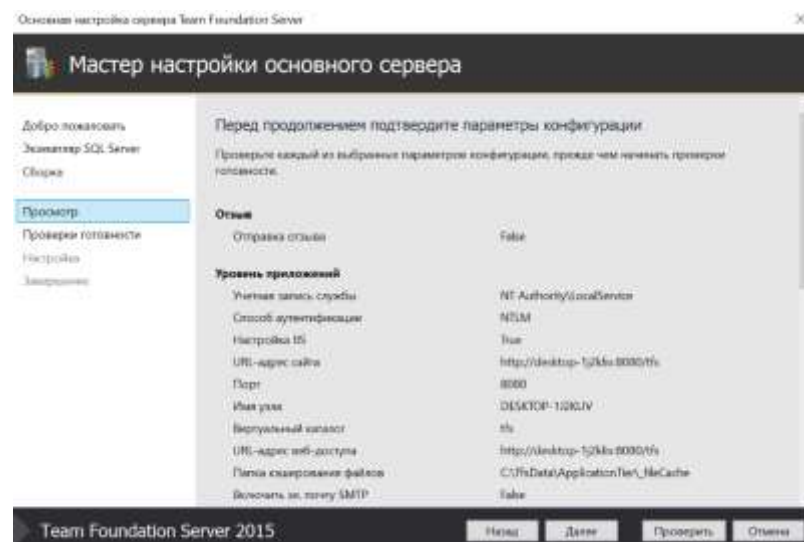 Основная настройка сервера Team Foundation Server
Мастер настройки основного сервера
Добро пожаловать
Экземпляр SQL Server
Сборка
Просмотр
Проверки готовности
Настройка
Завершение
Перед продолжением подтвердите параметры конфигурации
Проверьте каждый из выбранных параметров конфигурации, прежде чем начинать проверки
готовности.
Отзыв
Отправка отзыва False
Уровень приложений
Учетная запись службы NT Authority\LocalService
Способ аутентификации NTLM
Настройка IIS True
URL-адрес сайта
Порт 8080
Имя узла
Виртуальный каталог tfs
URL-адрес веб-доступа
Папка кэширования файлов C:\TfsData\ApplicationTier\_fileCache
Включить эл. почту SMTP False
Team Foundation Server 2015
Назад Далее Проверить Отмена